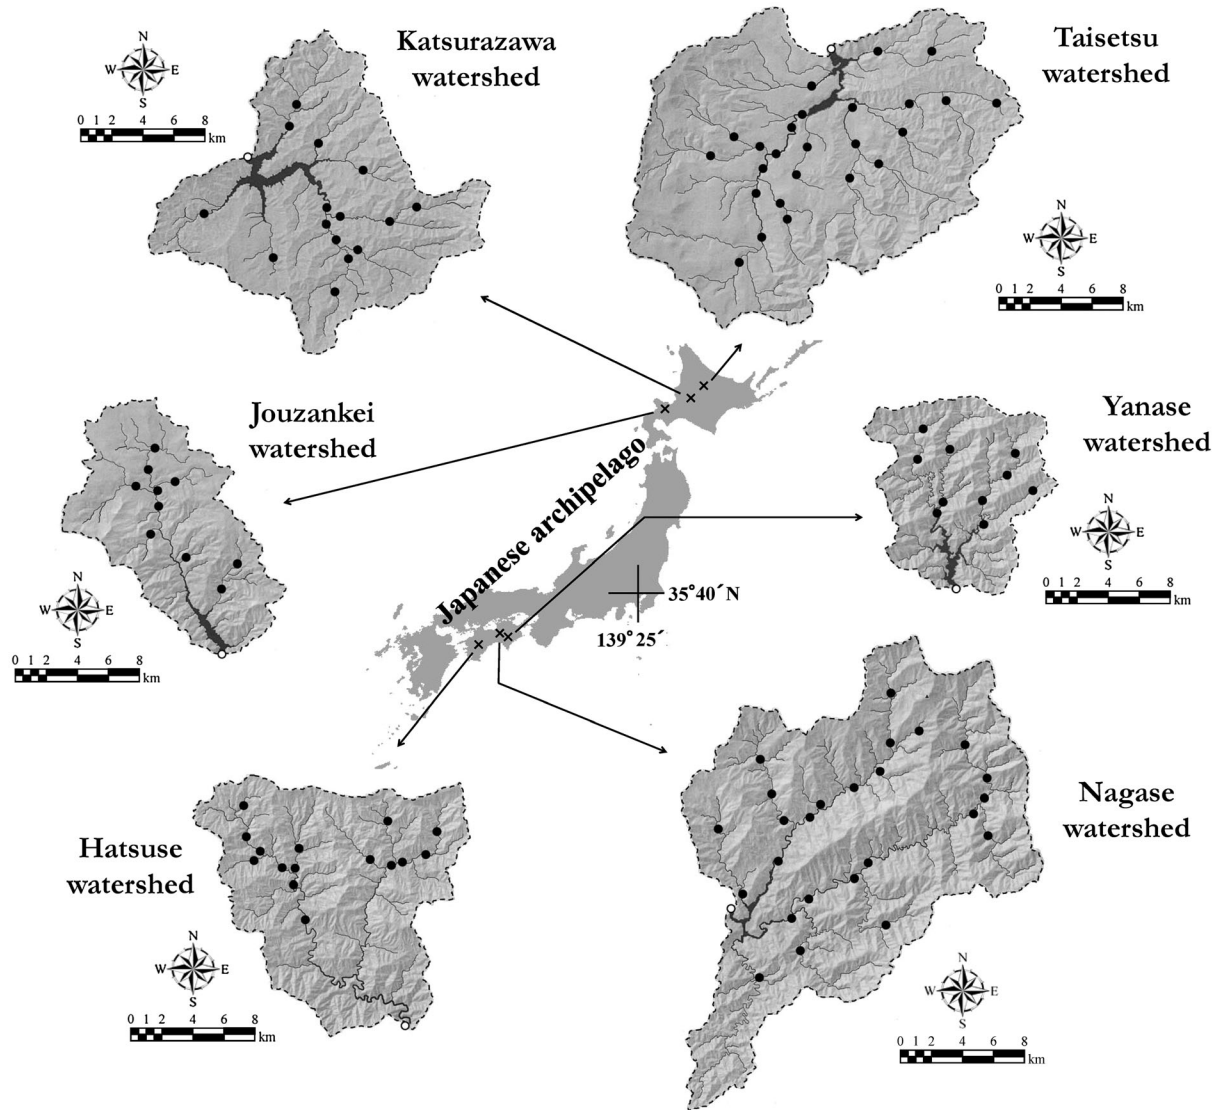 Katsurazawa
watershed
N
W E
S
0 1 2 4 6 8
km
Taisetsu
watershed
N
W E
S
0 1 2 4 6 8
km
Jouzankei
watershed
N
W E
S
0 1 2 4 6 8
km
Japanese archipelago
35°40´N
139°25´
Yanase
watershed
N
W E
S
0 1 2 4 6 8
km
Hatsuse
watershed
N
W E
S
0 1 2 4 6 8
km
Nagase
watershed
N
W E
S
0 1 2 4 6 8
km